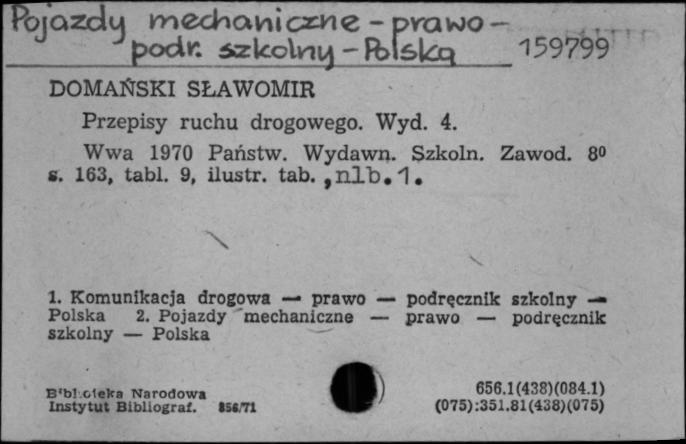 Pojazdy mechaniczne – prawo –
podr. szkolny – Polska 159799
DOMAŃSKI SŁAWOMIR
Przepisy ruchu drogowego. Wyd. 4.
Wwa 1970 Państw. Wydawn. Szkoln. Zawod. 8⁰
s. 163, tabl. 9, ilustr. tab., nlb. 1.
1. Komunikacja drogowa — prawo — podręcznik szkolny —
Polska 2. Pojazdy mechaniczne — prawo — podręcznik
szkolny — Polska
Biblioteka Narodowa
Instytut Bibliograf. 856/71
656.1(438)(084.1)
(075):351.81(438)(075)